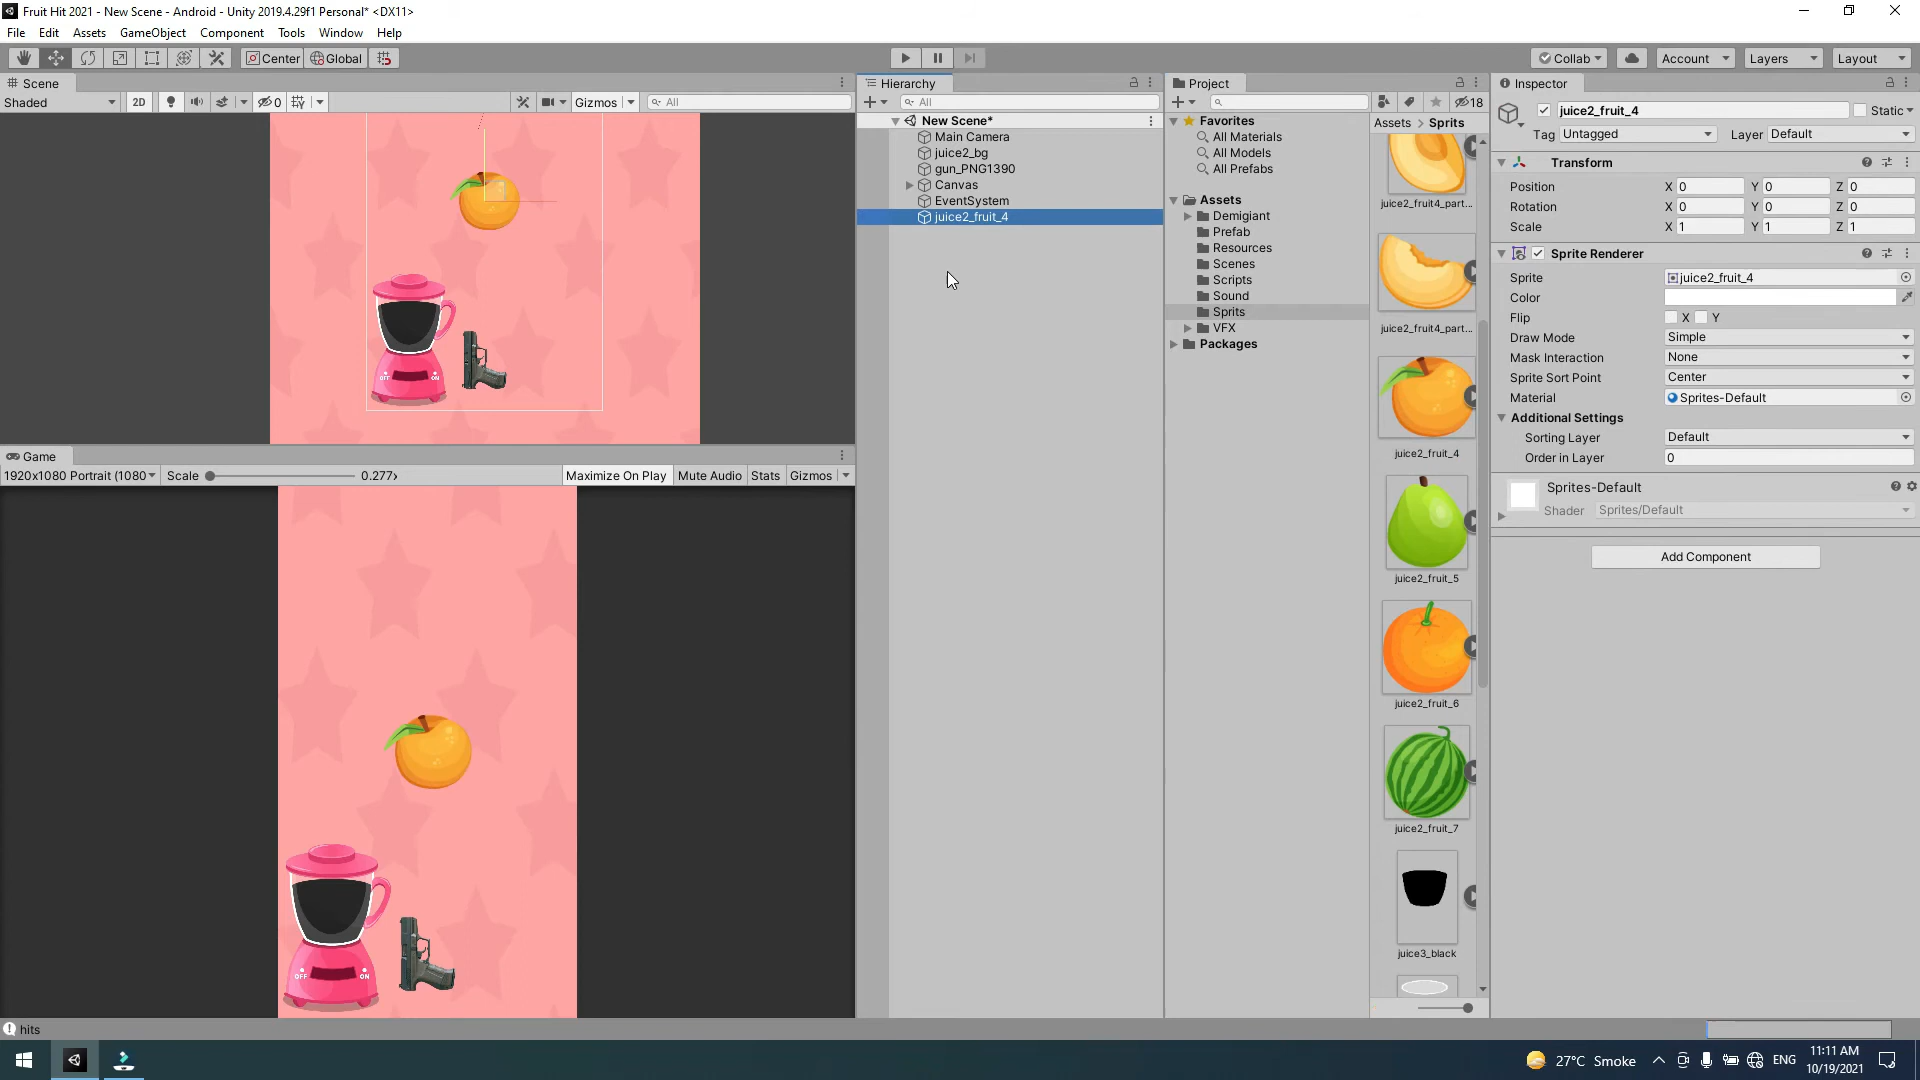 Fruit Hit 2021 - New Scene - Android - Unity 2019.4.29f1 Personal* <DX11>
File Edit Assets GameObject Component Tools Window Help
Center Global Collab Account Layers Layout
Scene
Shaded 2D 0 Gizmos All
Game
1920x1080 Portrait (1080 Scale 0.277x Maximize On Play Mute Audio Stats Gizmos
OFF ON
OFF ON
Hierarchy
All
New Scene*
Main Camera
juice2_bg
gun_PNG1390
Canvas
EventSystem
juice2_fruit_4
Project
18
Favorites
All Materials
All Models
All Prefabs
Assets
Demigiant
Prefab
Resources
Scenes
Scripts
Sound
Sprits
VFX
Packages
Assets > Sprits
juice2_fruit4_part...
juice2_fruit4_part...
juice2_fruit_4
juice2_fruit_5
juice2_fruit_6
juice2_fruit_7
juice3_black
Inspector
juice2_fruit_4 Static
Tag Untagged Layer Default
Transform
Position X 0 Y 0 Z 0
Rotation X 0 Y 0 Z 0
Scale X 1 Y 1 Z 1
Sprite Renderer
Sprite juice2_fruit_4
Color
Flip X Y
Draw Mode Simple
Mask Interaction None
Sprite Sort Point Center
Material Sprites-Default
Additional Settings
Sorting Layer Default
Order in Layer 0
Sprites-Default
Shader Sprites/Default
Add Component
hits
27°C Smoke ENG 11:11 AM
10/19/2021